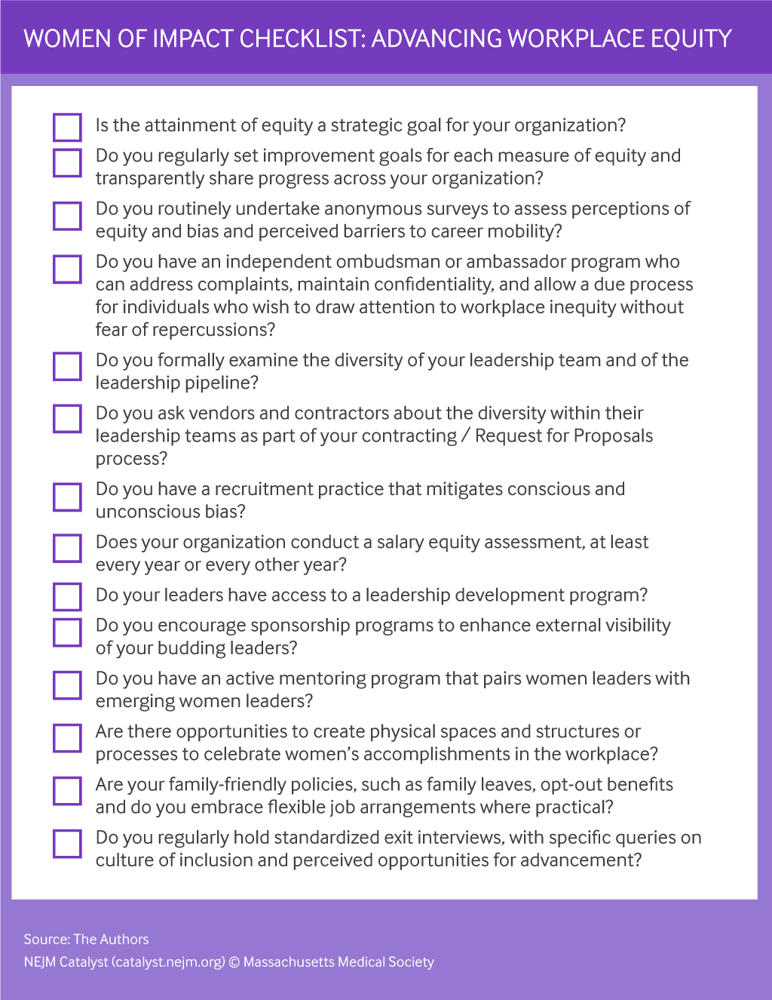 WOMEN OF IMPACT CHECKLIST: ADVANCING WORKPLACE EQUITY
Is the attainment of equity a strategic goal for your organization?
Do you regularly set improvement goals for each measure of equity and
transparently share progress across your organization?
Do you routinely undertake anonymous surveys to assess perceptions of
equity and bias and perceived barriers to career mobility?
Do you have an independent ombudsman or ambassador program who
can address complaints, maintain confidentiality, and allow a due process
for individuals who wish to draw attention to workplace inequity without
fear of repercussions?
Do you formally examine the diversity of your leadership team and of the
leadership pipeline?
Do you ask vendors and contractors about the diversity within their
leadership teams as part of your contracting / Request for Proposals
process?
Do you have a recruitment practice that mitigates conscious and
unconscious bias?
Does your organization conduct a salary equity assessment, at least
every year or every other year?
Do your leaders have access to a leadership development program?
Do you encourage sponsorship programs to enhance external visibility
of your budding leaders?
Do you have an active mentoring program that pairs women leaders with
emerging women leaders?
Are there opportunities to create physical spaces and structures or
processes to celebrate women’s accomplishments in the workplace?
Are your family-friendly policies, such as family leaves, opt-out benefits
and do you embrace flexible job arrangements where practical?
Do you regularly hold standardized exit interviews, with specific queries on
culture of inclusion and perceived opportunities for advancement?
Source: The Authors
NEJM Catalyst (catalyst.nejm.org) © Massachusetts Medical Society